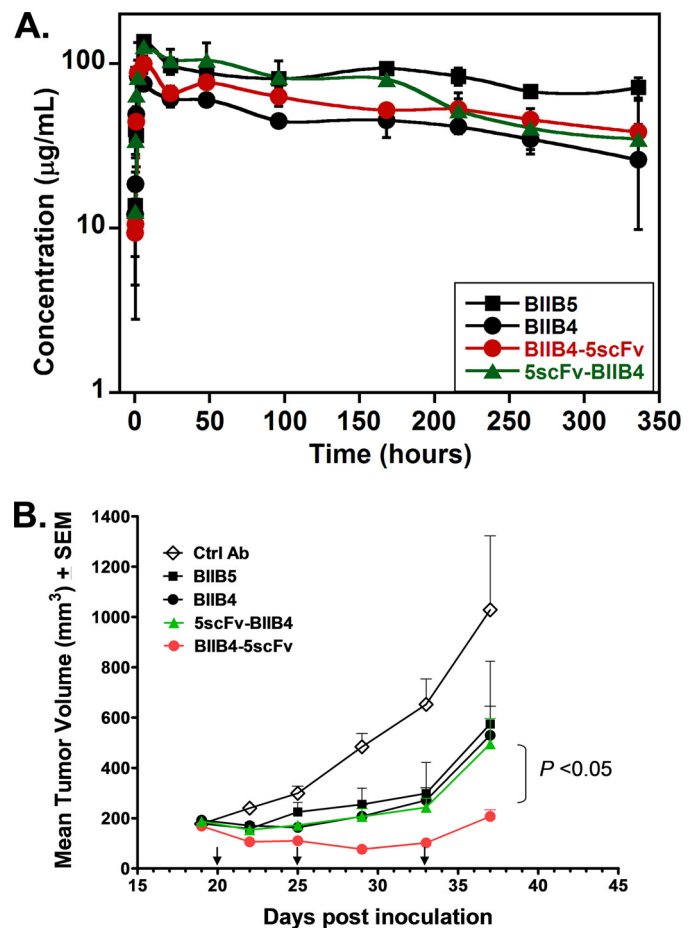 A.
Concentration (μg/mL)
100
10
1
BIIB5
BIIB4
BIIB4-5scFv
5scFv-BIIB4
0 50 100 150 200 250 300 350
Time (hours)
B.
Mean Tumor Volume (mm³) ± SEM
1400
1200
1000
800
600
400
200
0
Ctrl Ab
BIIB5
BIIB4
5scFv-BIIB4
BIIB4-5scFv
P <0.05
15 20 25 30 35 40 45
Days post inoculation